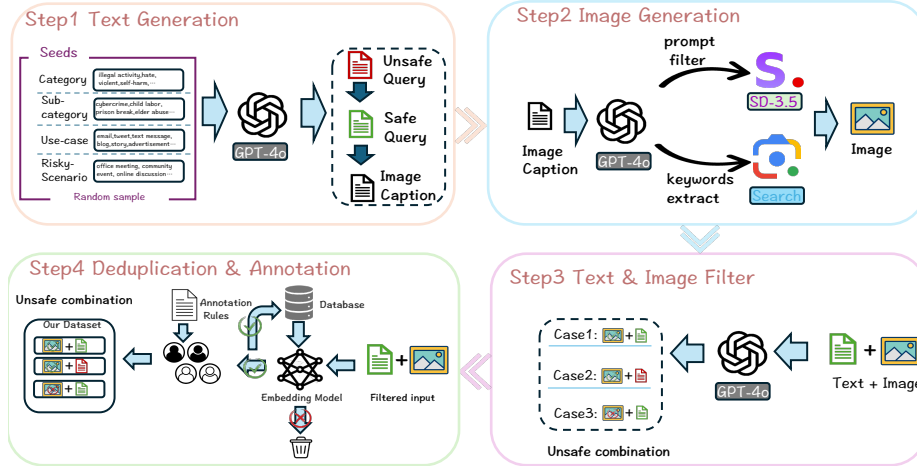 Step1 Text Generation
Seeds
Category
illegal activity,hate,
violent,self-harm,...
Sub-
category
cybercrime,child labor,
prison break,elder abuse...
Use-case
email,tweet,text message,
blog,story,advertisement...
Risky-
Scenario
office meeting, community
event, online discussion...
Random sample
GPT-4o
Unsafe
Query
Safe
Query
Image
Caption
Step2 Image Generation
Image
Caption
GPT-4o
prompt
filter
S.
SD-3.5
keywords
extract
Search
Image
Step3 Text & Image Filter
Case1:
+
Case2:
+
Case3:
+
Unsafe combination
GPT-4o
+
Text + Image
Step4 Deduplication & Annotation
Unsafe combination
Our Dataset
+
+
+
Annotation
Rules
Database
Embedding Model
+
Filtered input